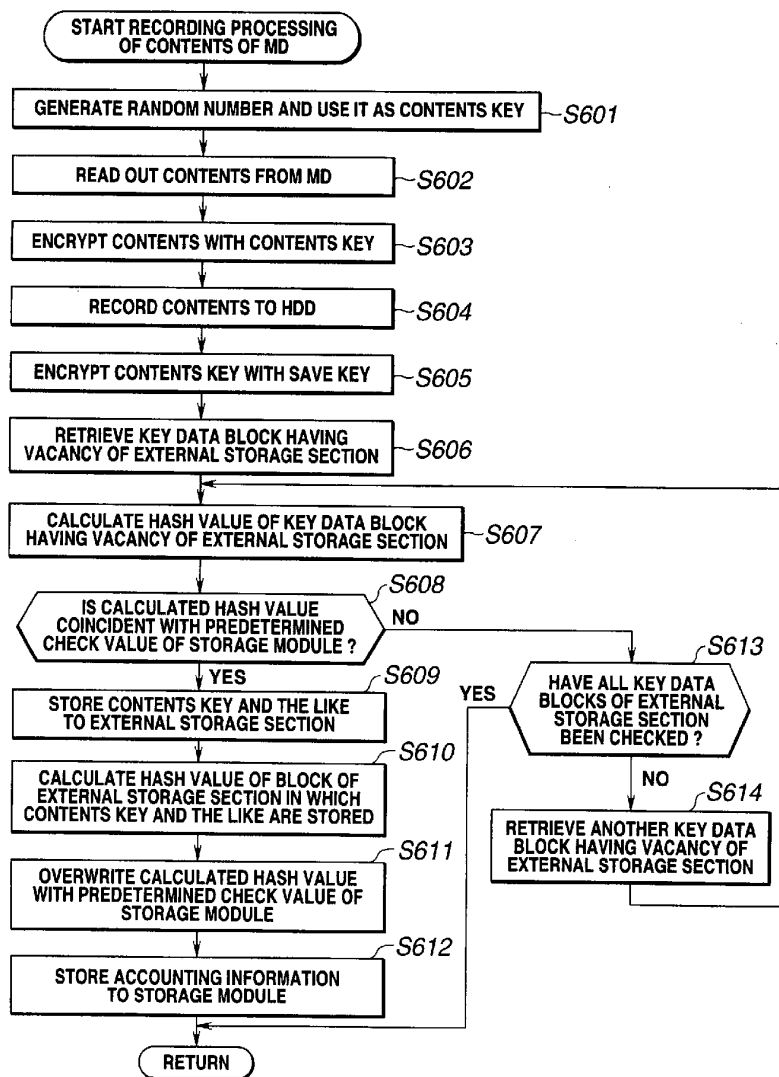 START RECORDING PROCESSING
OF CONTENTS OF MD
GENERATE RANDOM NUMBER AND USE IT AS CONTENTS KEY
S601
READ OUT CONTENTS FROM MD
S602
ENCRYPT CONTENTS WITH CONTENTS KEY
S603
RECORD CONTENTS TO HDD
S604
ENCRYPT CONTENTS KEY WITH SAVE KEY
S605
RETRIEVE KEY DATA BLOCK HAVING
VACANCY OF EXTERNAL STORAGE SECTION
S606
CALCULATE HASH VALUE OF KEY DATA BLOCK
HAVING VACANCY OF EXTERNAL STORAGE SECTION
S607
S608
IS CALCULATED HASH VALUE
COINCIDENT WITH PREDETERMINED
CHECK VALUE OF STORAGE MODULE ?
NO
YES
S609
STORE CONTENTS KEY AND THE LIKE
TO EXTERNAL STORAGE SECTION
S610
CALCULATE HASH VALUE OF BLOCK OF
EXTERNAL STORAGE SECTION IN WHICH
CONTENTS KEY AND THE LIKE ARE STORED
S611
OVERWRITE CALCULATED HASH VALUE
WITH PREDETERMINED CHECK VALUE OF
STORAGE MODULE
S612
STORE ACCOUNTING INFORMATION
TO STORAGE MODULE
RETURN
S613
YES
HAVE ALL KEY DATA
BLOCKS OF EXTERNAL
STORAGE SECTION
BEEN CHECKED ?
NO
S614
RETRIEVE ANOTHER KEY DATA
BLOCK HAVING VACANCY OF
EXTERNAL STORAGE SECTION